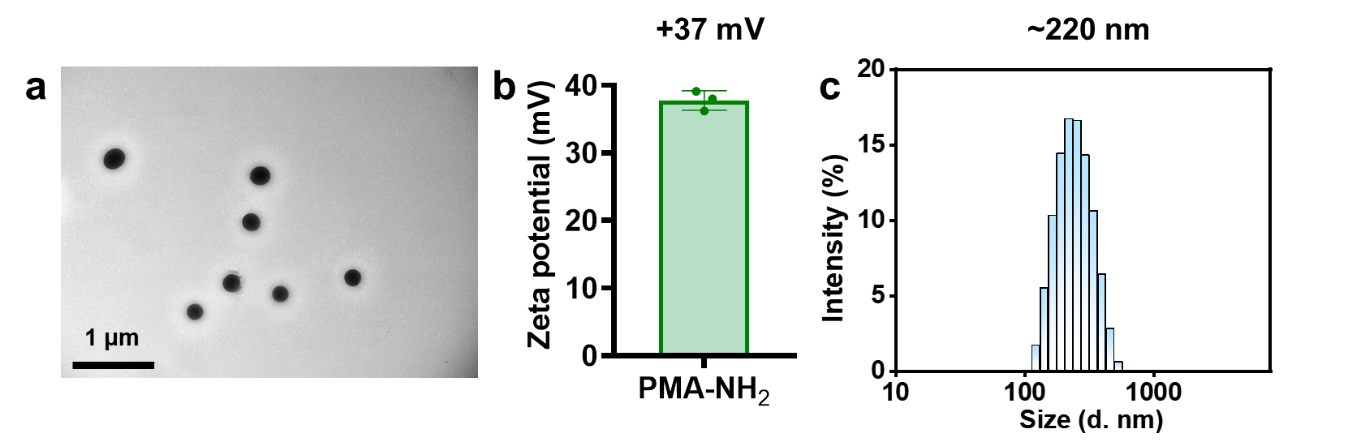 +37 mV
~220 nm
a
1 µm
b
Zeta potential (mV)
40
30
20
10
0
PMA-NH₂
c
Intensity (%)
20
15
10
5
0
10 100 1000
Size (d. nm)